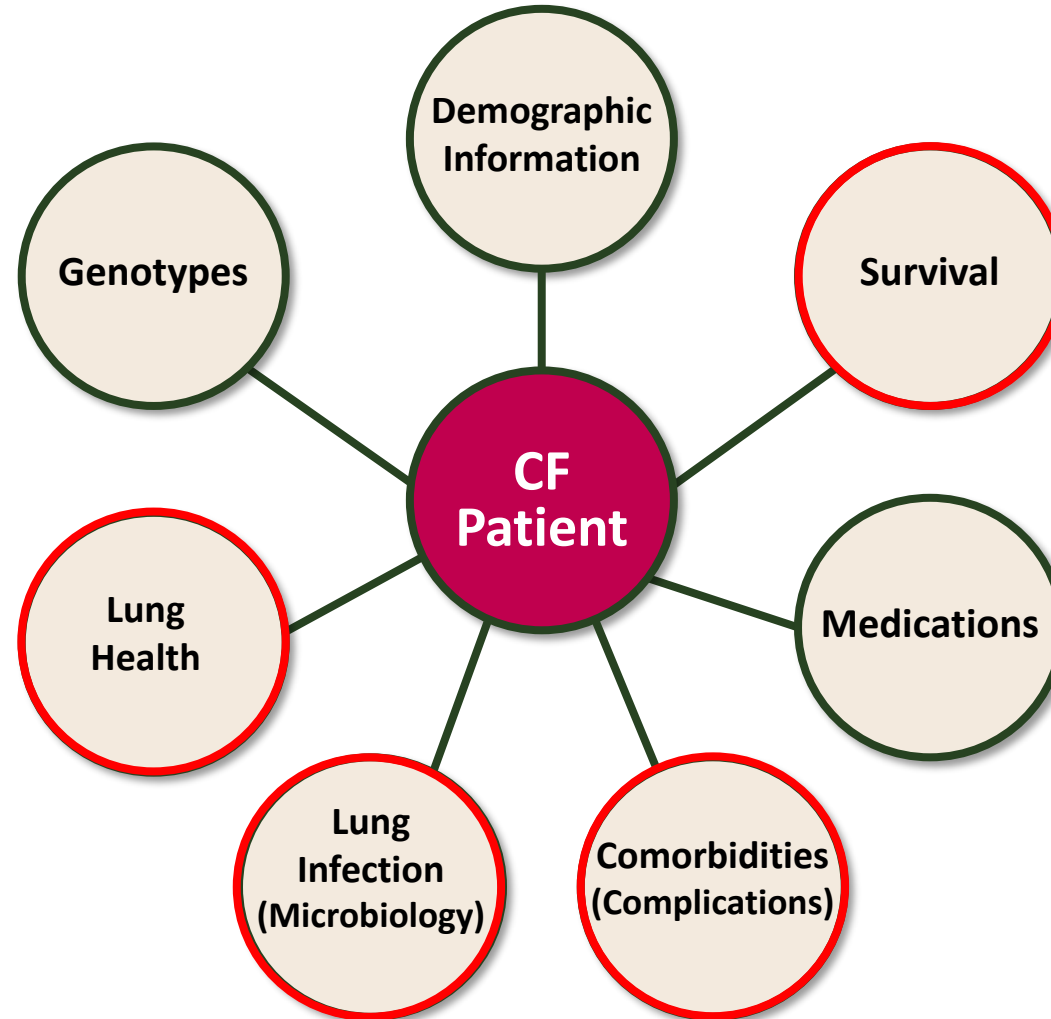 Demographic
Information
Genotypes
Survival
CF
Patient
Lung
Health
Medications
Lung
Infection
(Microbiology)
Comorbidities
(Complications)